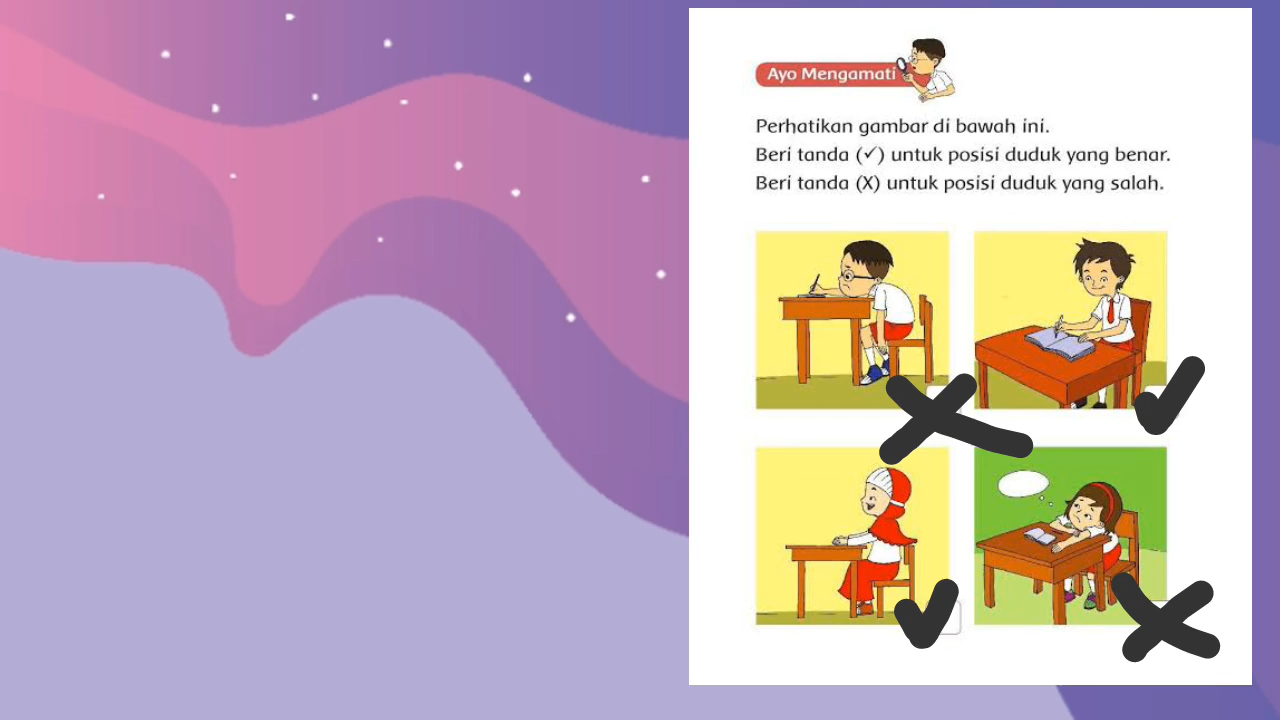 Ayo Mengamati
Perhatikan gambar di bawah ini.
Beri tanda (✓) untuk posisi duduk yang benar.
Beri tanda (X) untuk posisi duduk yang salah.